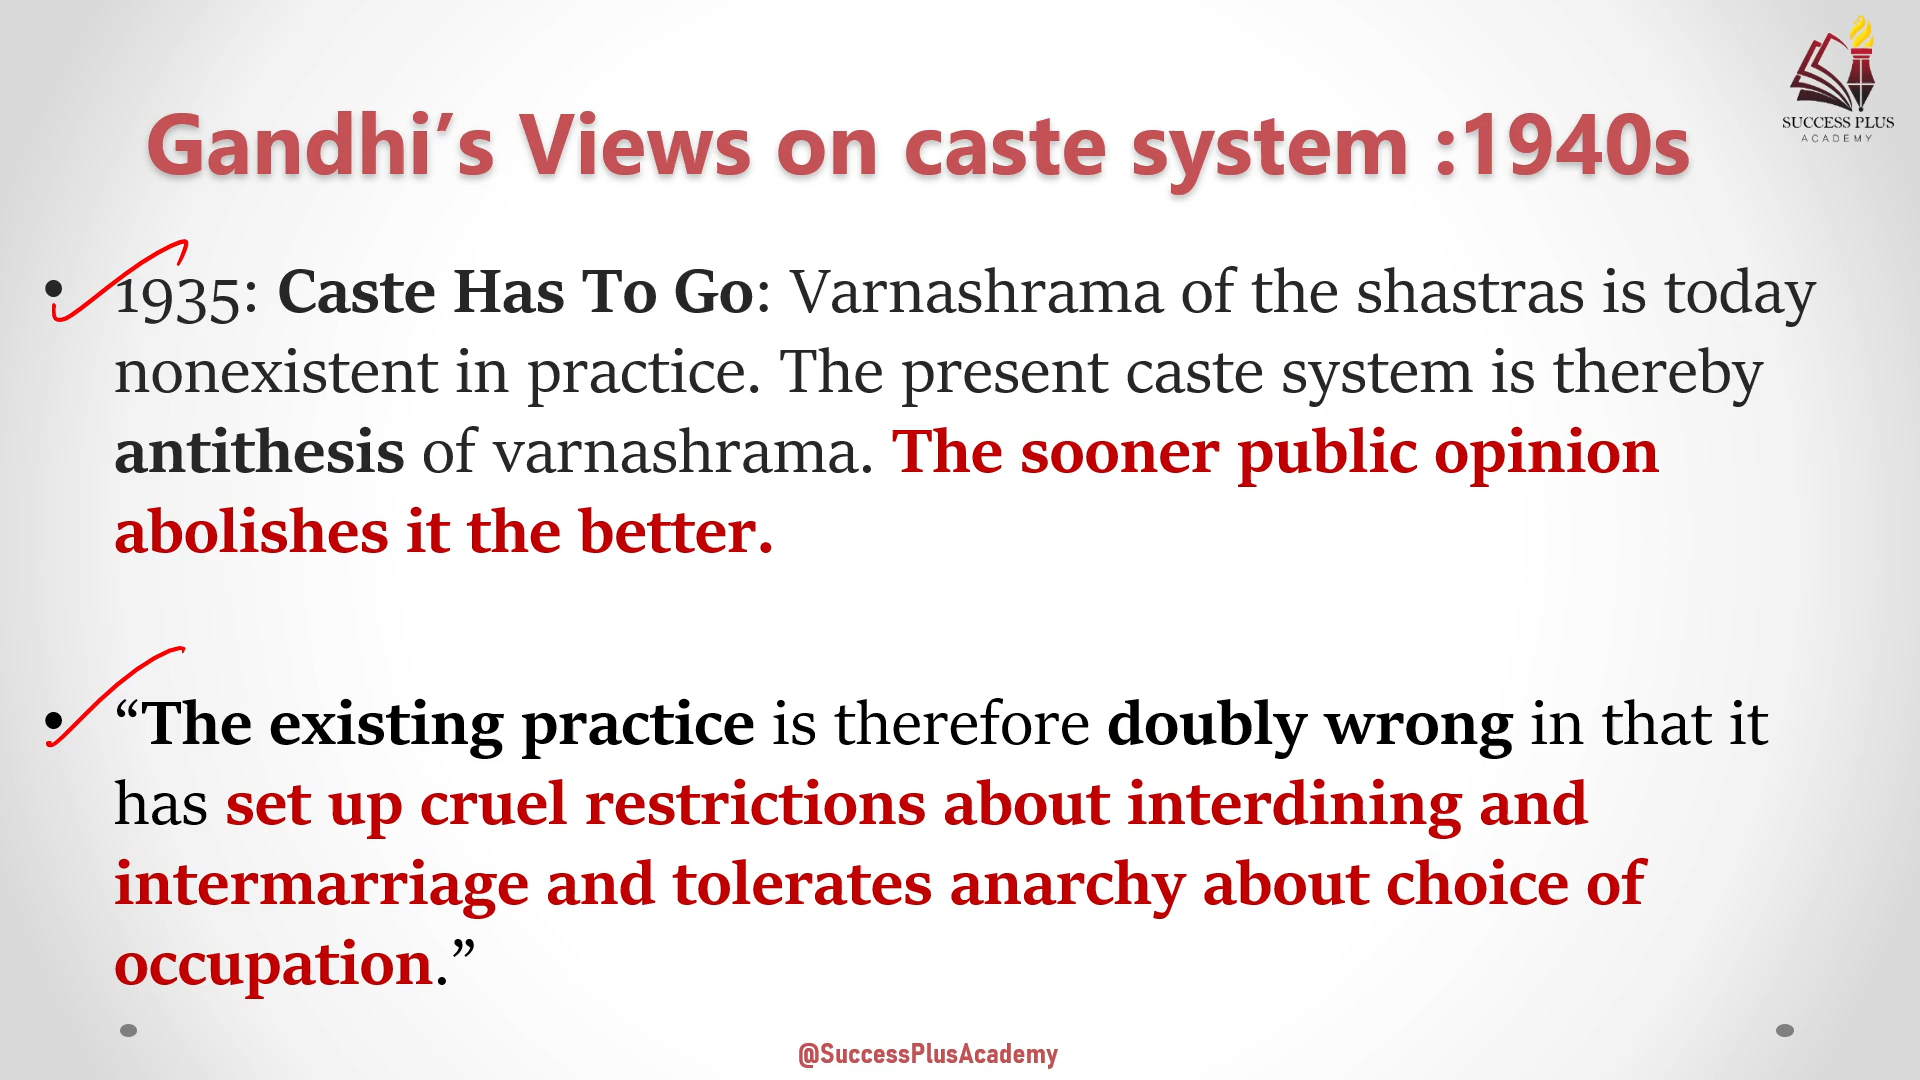 SUCCESS PLUS
ACADEMY
Gandhi’s Views on caste system :1940s
• 1935: Caste Has To Go: Varnashrama of the shastras is today
nonexistent in practice. The present caste system is thereby
antithesis of varnashrama. The sooner public opinion
abolishes it the better.
• “The existing practice is therefore doubly wrong in that it
has set up cruel restrictions about interdining and
intermarriage and tolerates anarchy about choice of
occupation.”
@SuccessPlusAcademy